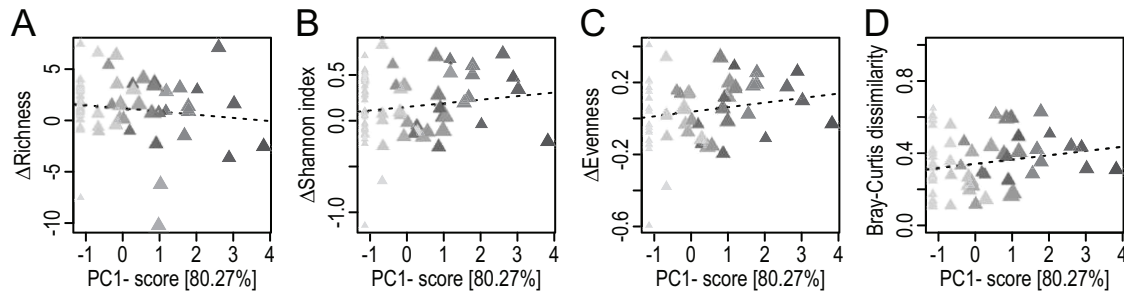 A
ΔRichness
5
0
-5
-10
-1 0 1 2 3 4
PC1- score [80.27%]
B
ΔShannon index
0.5
0.0
-1.0
-1 0 1 2 3 4
PC1- score [80.27%]
C
ΔEvenness
0.2
-0.2
-0.6
-1 0 1 2 3 4
PC1- score [80.27%]
D
Bray-Curtis dissimilarity
0.8
0.4
0.0
-1 0 1 2 3 4
PC1- score [80.27%]